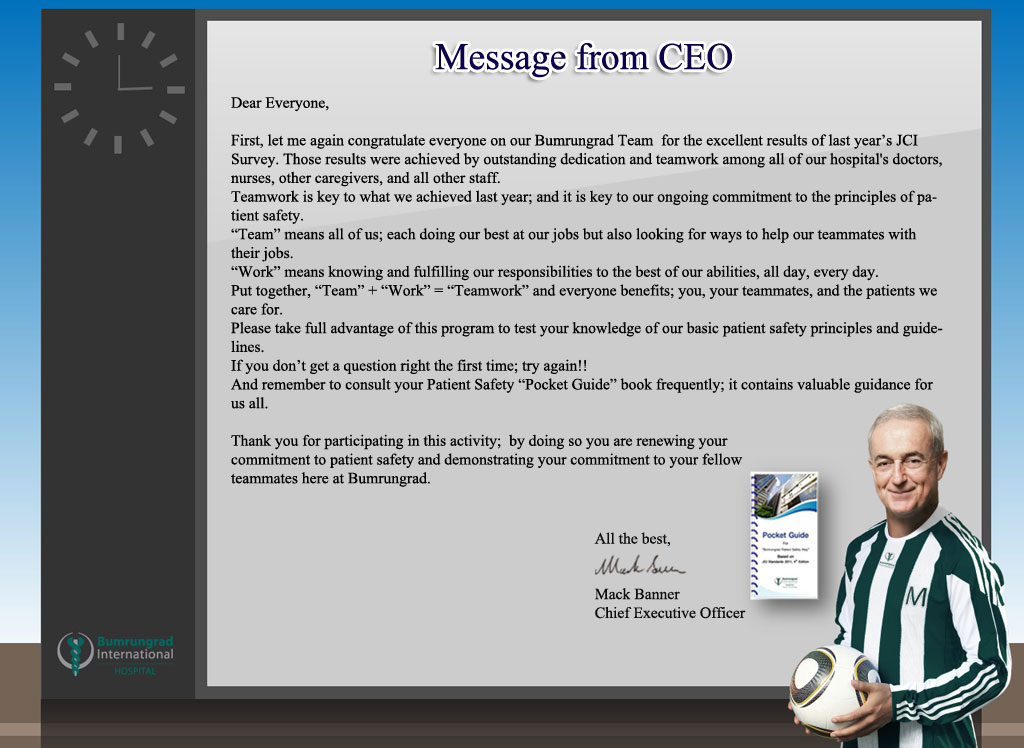 Message from CEO
Dear Everyone,
First, let me again congratulate everyone on our Bumrungrad Team  for the excellent results of last year’s JCI
Survey. Those results were achieved by outstanding dedication and teamwork among all of our hospital's doctors,
nurses, other caregivers, and all other staff.
Teamwork is key to what we achieved last year; and it is key to our ongoing commitment to the principles of pa-
tient safety.
“Team” means all of us; each doing our best at our jobs but also looking for ways to help our teammates with
their jobs.
“Work” means knowing and fulfilling our responsibilities to the best of our abilities, all day, every day.
Put together, “Team” + “Work” = “Teamwork” and everyone benefits; you, your teammates, and the patients we
care for.
Please take full advantage of this program to test your knowledge of our basic patient safety principles and guide-
lines.
If you don’t get a question right the first time; try again!!
And remember to consult your Patient Safety “Pocket Guide” book frequently; it contains valuable guidance for
us all.
Thank you for participating in this activity;  by doing so you are renewing your
commitment to patient safety and demonstrating your commitment to your fellow
teammates here at Bumrungrad.
All the best,
Mack Banner
Chief Executive Officer
Pocket Guide
For
"Bumrungrad Patient Safety Way"
Based on
JCI Standards 2011, 4th Edition
M
Bumrungrad
International
HOSPITAL